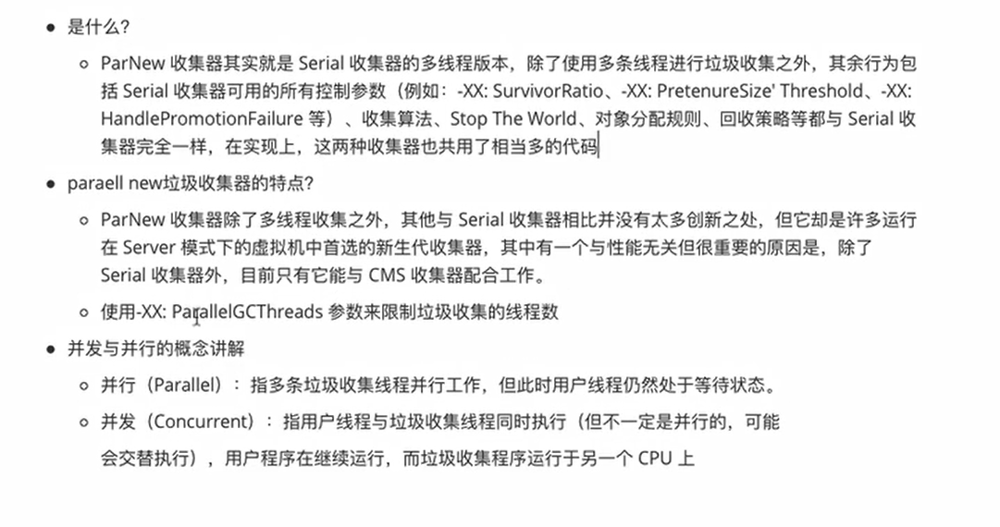 是什么?
ParNew 收集器其实就是 Serial 收集器的多线程版本，除了使用多条线程进行垃圾收集之外，其余行为包
括 Serial 收集器可用的所有控制参数（例如：-XX: SurvivorRatio、-XX: PretenureSize' Threshold、-XX:
HandlePromotionFailure 等）、收集算法、Stop The World、对象分配规则、回收策略等都与 Serial 收
集器完全一样，在实现上，这两种收集器也共用了相当多的代码
paraell new垃圾收集器的特点?
ParNew 收集器除了多线程收集之外，其他与 Serial 收集器相比并没有太多创新之处，但它却是许多运行
在 Server 模式下的虚拟机中首选的新生代收集器，其中有一个与性能无关但很重要的原因是，除了
Serial 收集器外，目前只有它能与 CMS 收集器配合工作。
使用-XX: ParallelGCThreads 参数来限制垃圾收集的线程数
并发与并行的概念讲解
并行（Parallel）：指多条垃圾收集线程并行工作，但此时用户线程仍然处于等待状态。
并发（Concurrent）：指用户线程与垃圾收集线程同时执行（但不一定是并行的，可能
会交替执行），用户程序在继续运行，而垃圾收集程序运行于另一个 CPU 上